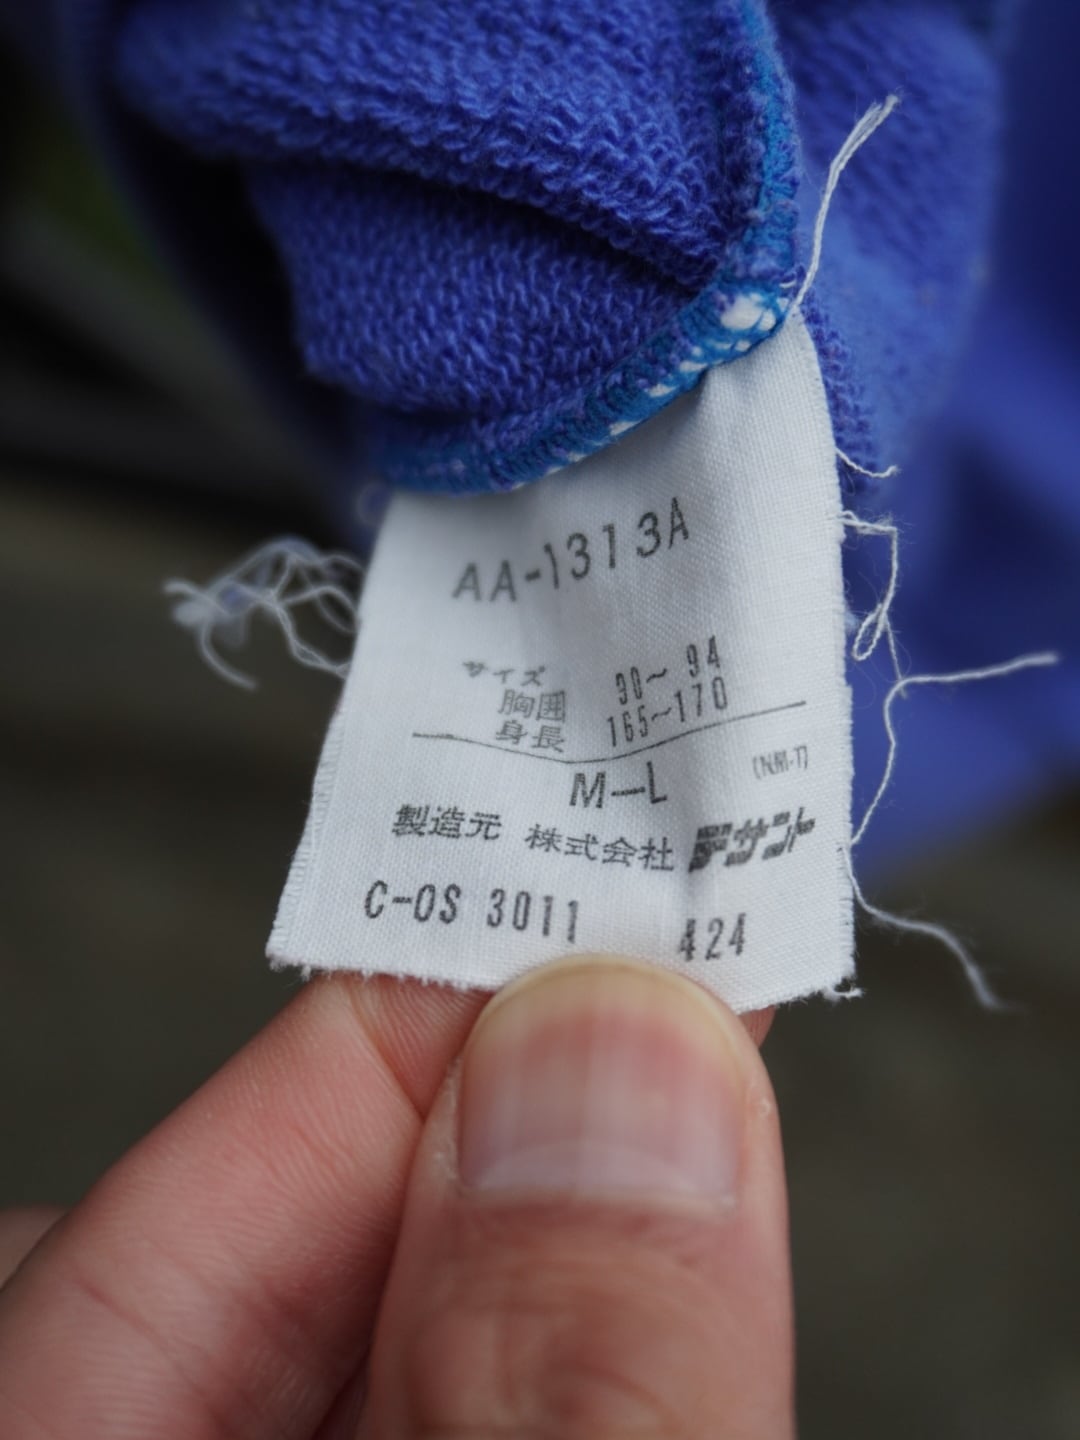 AA-1313A
サイズ
胸囲 90～94
身長 165～170
M—L
製造元 株式会社 デサント
C-OS 3011 424